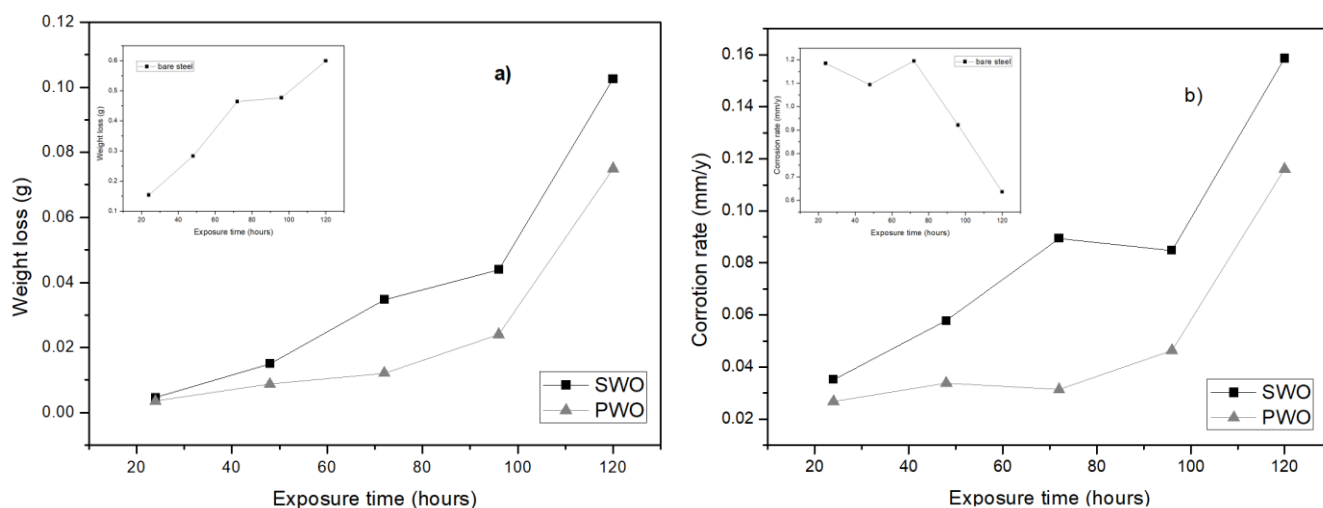 0.12
0.10
0.08
0.06
0.04
0.02
0.00
Weight loss (g)
20 40 60 80 100 120
Exposure time (hours)
a)
SWO
PWO
bare steel
0.6
0.5
0.4
0.3
0.2
0.1
Weight loss (g)
20 40 60 80 100 120
Exposure time (hours)
0.16
0.14
0.12
0.10
0.08
0.06
0.04
0.02
Corrotion rate (mm/y)
20 40 60 80 100 120
Exposure time (hours)
b)
SWO
PWO
bare steel
1.2
1.1
1.0
0.9
0.8
0.7
0.6
Corrosion rate (mm/y)
20 40 60 80 100 120
Exposure time (hours)